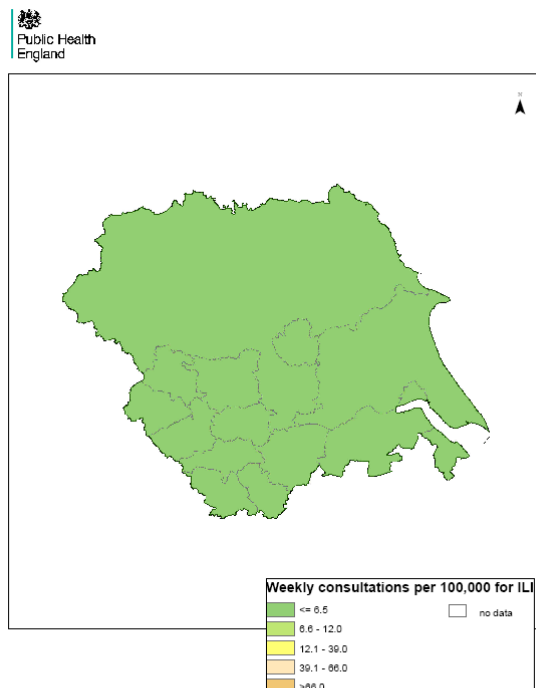 Public Health
England
N
Weekly consultations per 100,000 for ILI
<= 6.5
no data
6.6 - 12.0
12.1 - 39.0
39.1 - 66.0
>66.0